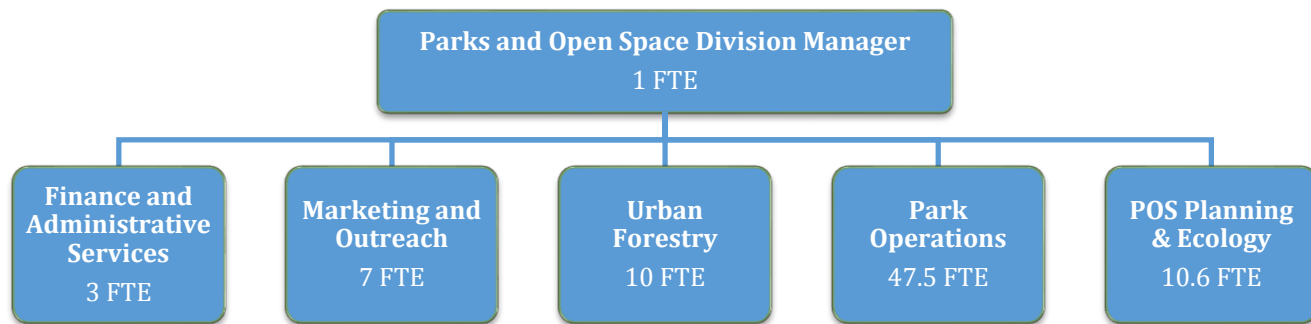 Parks and Open Space Division Manager
1 FTE
Finance and
Administrative
Services
3 FTE
Marketing and
Outreach
7 FTE
Urban
Forestry
10 FTE
Park
Operations
47.5 FTE
POS Planning
& Ecology
10.6 FTE